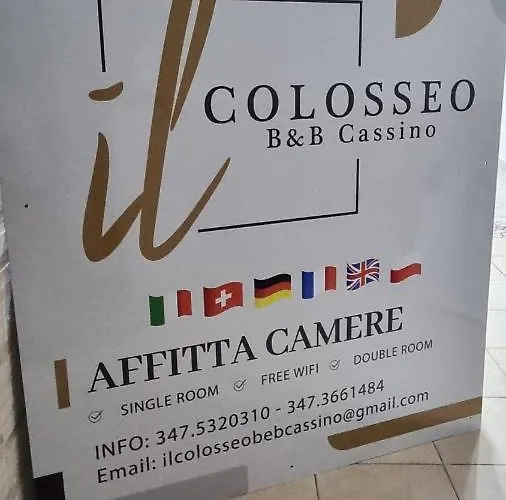 il
COLOSSEO
B&B Cassino
AFFITTA CAMERE
SINGLE ROOM FREE WIFI DOUBLE ROOM
INFO: 347.5320310 - 347.3661484
Email: ilcolosseobebcassino@gmail.com